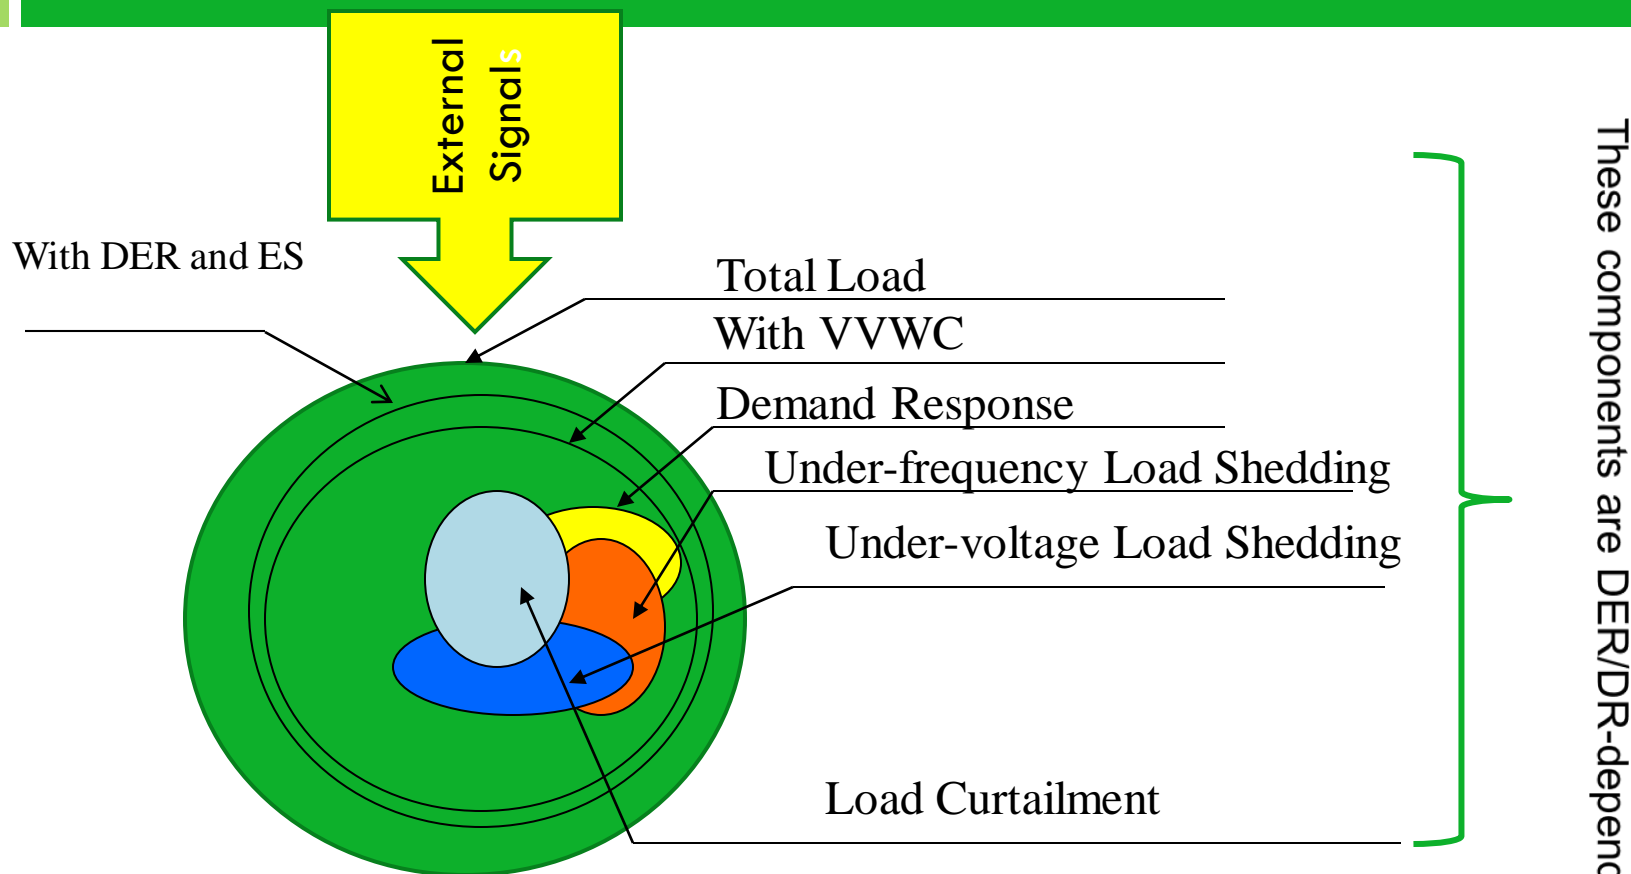 External
Signals
With DER and ES
Total Load
With VVWC
Demand Response
Under-frequency Load Shedding
Under-voltage Load Shedding
Load Curtailment
These components are DER/DR-depend